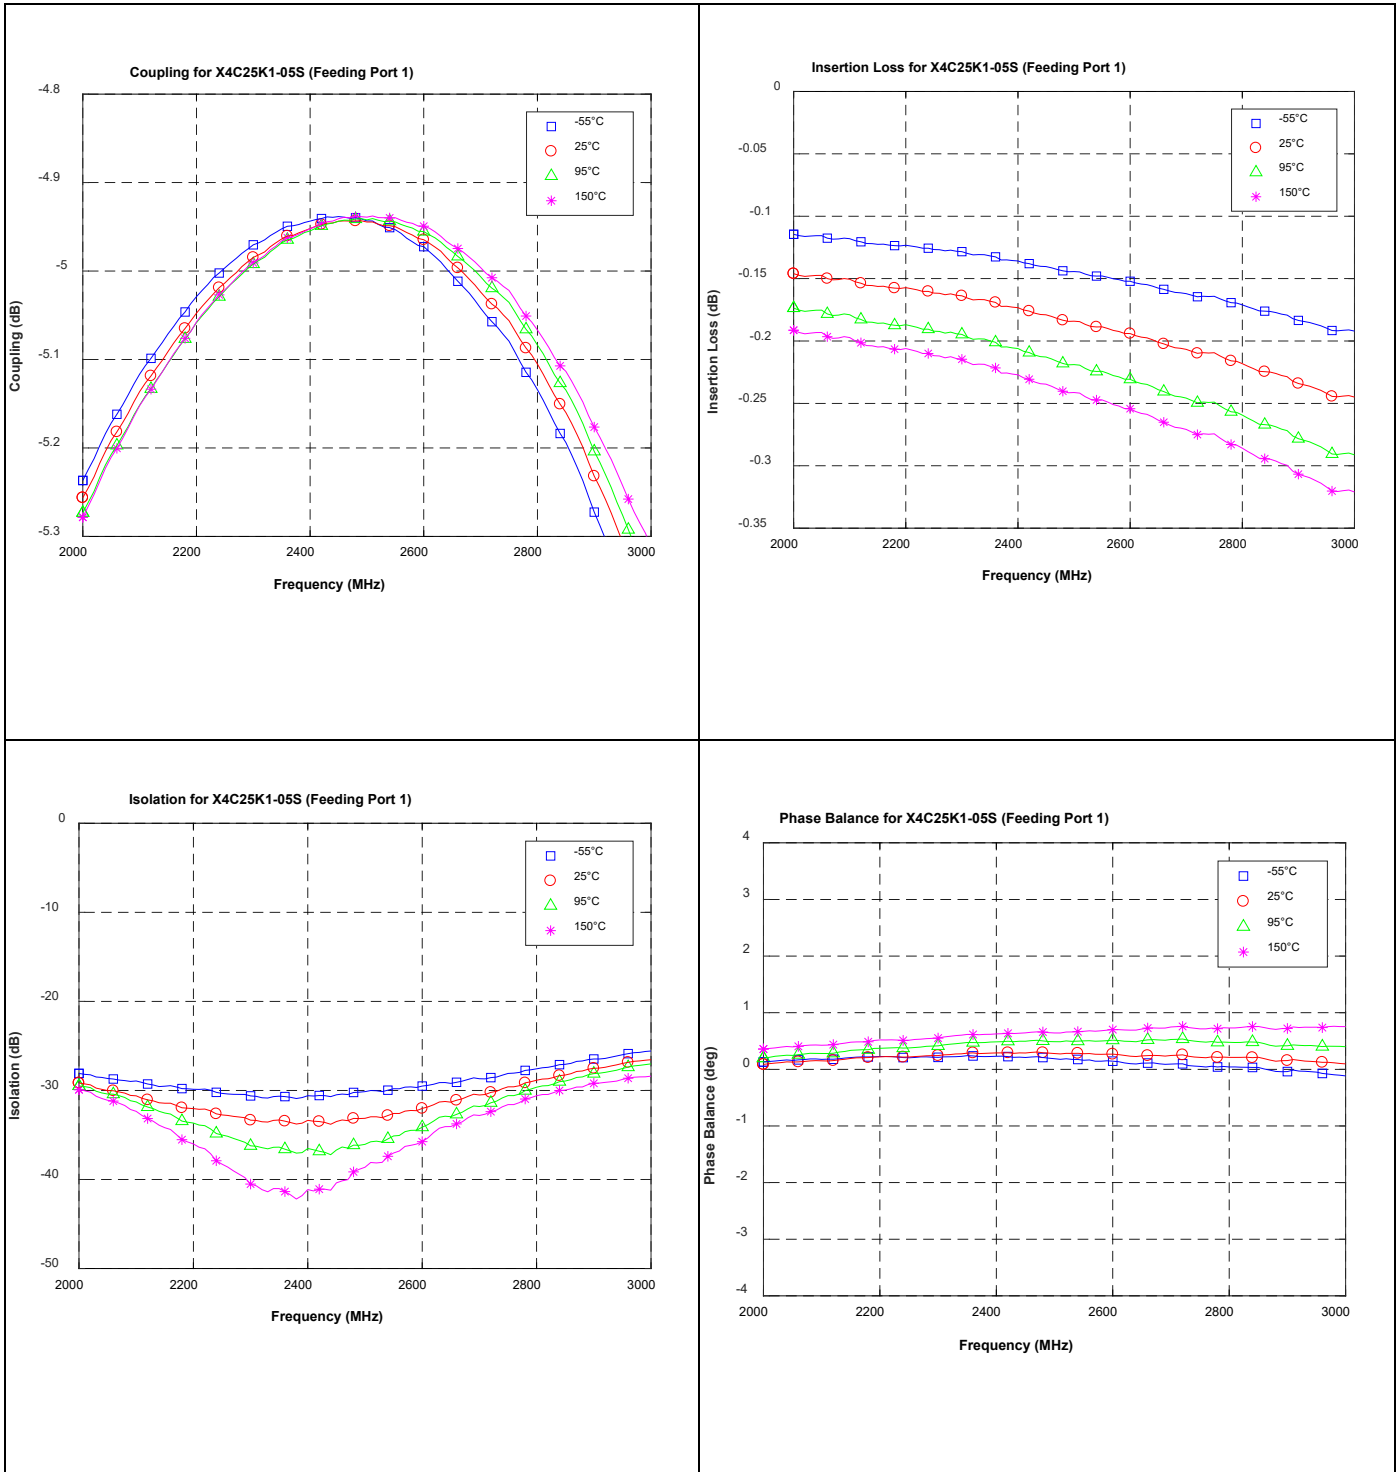 Coupling for X4C25K1-05S (Feeding Port 1)
-4.8
-4.9
-5
-5.1
-5.2
-5.3
Coupling (dB)
-55°C
25°C
95°C
150°C
2000
2200
2400
2600
2800
3000
Frequency (MHz)
Insertion Loss for X4C25K1-05S (Feeding Port 1)
0
-0.05
-0.1
-0.15
-0.2
-0.25
-0.3
-0.35
Insertion Loss (dB)
-55°C
25°C
95°C
150°C
2000
2200
2400
2600
2800
3000
Frequency (MHz)
Isolation for X4C25K1-05S (Feeding Port 1)
0
-10
-20
-30
-40
-50
Isolation (dB)
-55°C
25°C
95°C
150°C
2000
2200
2400
2600
2800
3000
Frequency (MHz)
Phase Balance for X4C25K1-05S (Feeding Port 1)
4
3
2
1
0
-1
-2
-3
-4
Phase Balance (deg)
-55°C
25°C
95°C
150°C
2000
2200
2400
2600
2800
3000
Frequency (MHz)